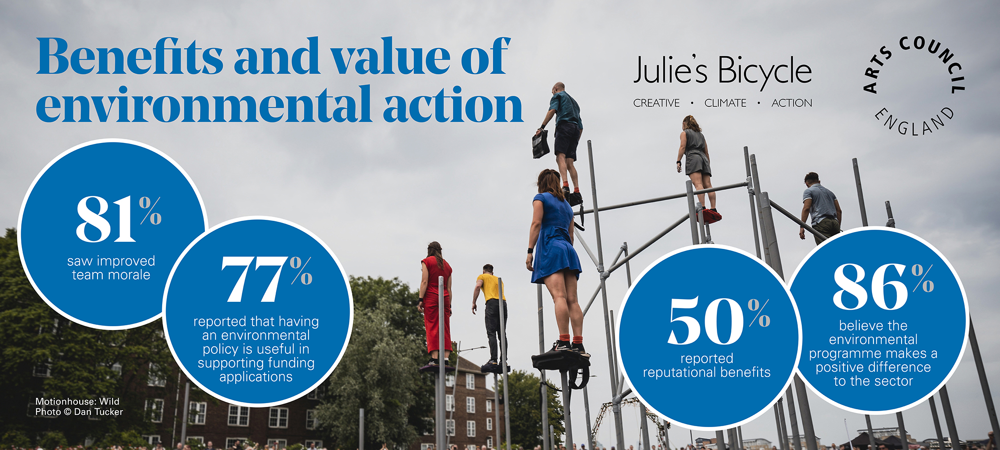 Benefits and value of
environmental action
Julie's Bicycle
CREATIVE • CLIMATE • ACTION
ARTS COUNCIL
ENGLAND
81%
saw improved
team morale
77%
reported that having
an environmental
policy is useful in
supporting funding
applications
50%
reported
reputational benefits
86%
believe the
environmental
programme makes a
positive difference
to the sector
Motionhouse: Wild
Photo © Dan Tucker